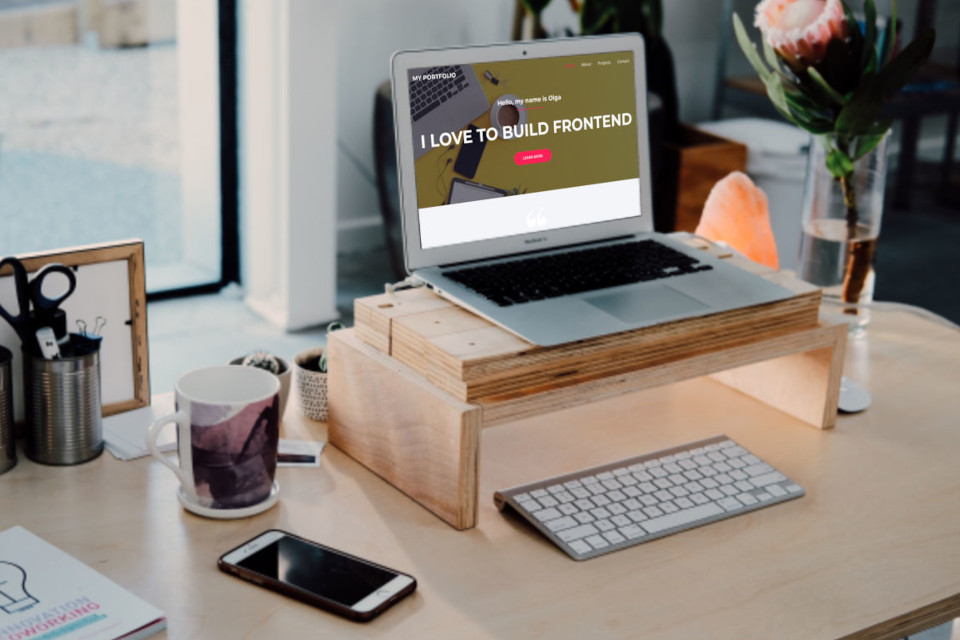 MY PORTFOLIO
Home About Projects Contact
Hello, my name is Olga
I LOVE TO BUILD FRONTEND
LEARN MORE
MacBook Air
INNOVATION
COWORKING